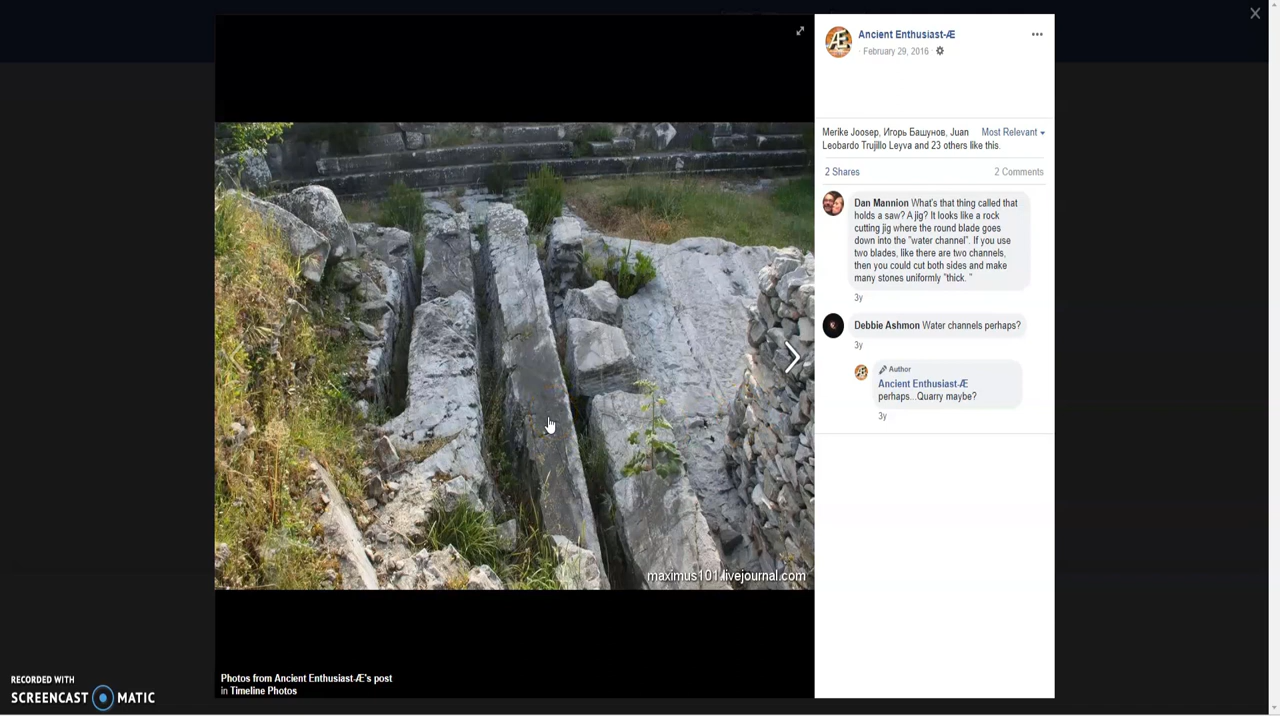 Ancient Enthusiast-Æ
· February 29, 2016
Merike Joosep, Игорь Башунов, Juan
Leobardo Trujillo Leyva and 23 others like this.
Most Relevant
2 Shares
2 Comments
Dan Mannion What's that thing called that
holds a saw? A jig? It looks like a rock
cutting jig where the round blade goes
down into the "water channel". If you use
two blades, like there are two channels,
then you could cut both sides and make
many stones uniformly "thick. "
3y
Debbie Ashmon Water channels perhaps?
3y
Author
Ancient Enthusiast-Æ
perhaps...Quarry maybe?
3y
maximus101.livejournal.com
Photos from Ancient Enthusiast-Æ's post
in Timeline Photos
RECORDED WITH
SCREENCAST MATIC